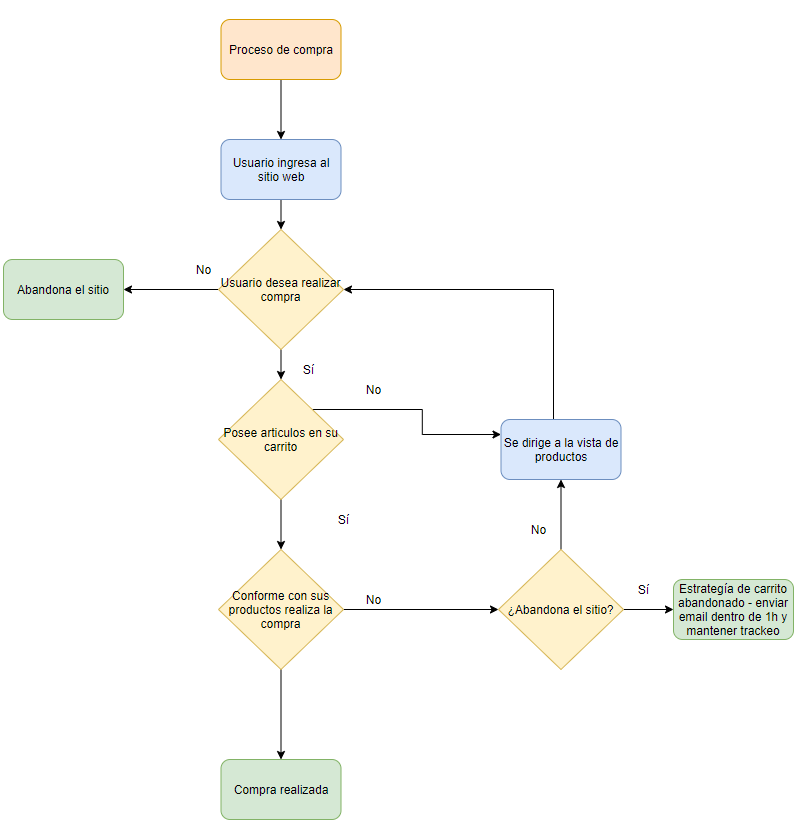 Proceso de compra
Usuario ingresa al
sitio web
No
Usuario desea realizar
compra
Abandona el sitio
Sí
No
Posee articulos en su
carrito
Se dirige a la vista de
productos
Sí
No
Conforme con sus
productos realiza la
compra
No
¿Abandona el sitio?
Sí
Estrategía de carrito
abandonado - enviar
email dentro de 1h y
mantener trackeo
Compra realizada